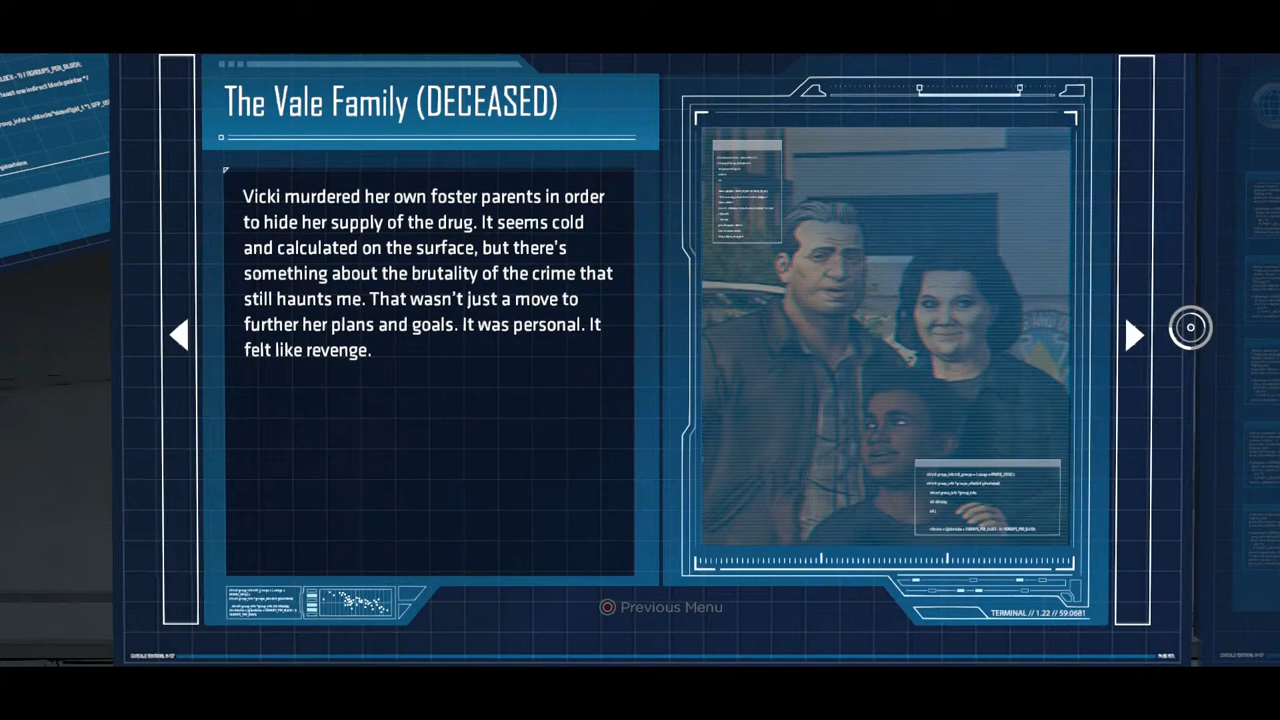 The Vale Family (DECEASED)
Vicki murdered her own foster parents in order
to hide her supply of the drug. It seems cold
and calculated on the surface, but there's
something about the brutality of the crime that
still haunts me. That wasn't just a move to
further her plans and goals. It was personal. It
felt like revenge.
Previous Menu
TERMINAL // 1.22 // 59.0681